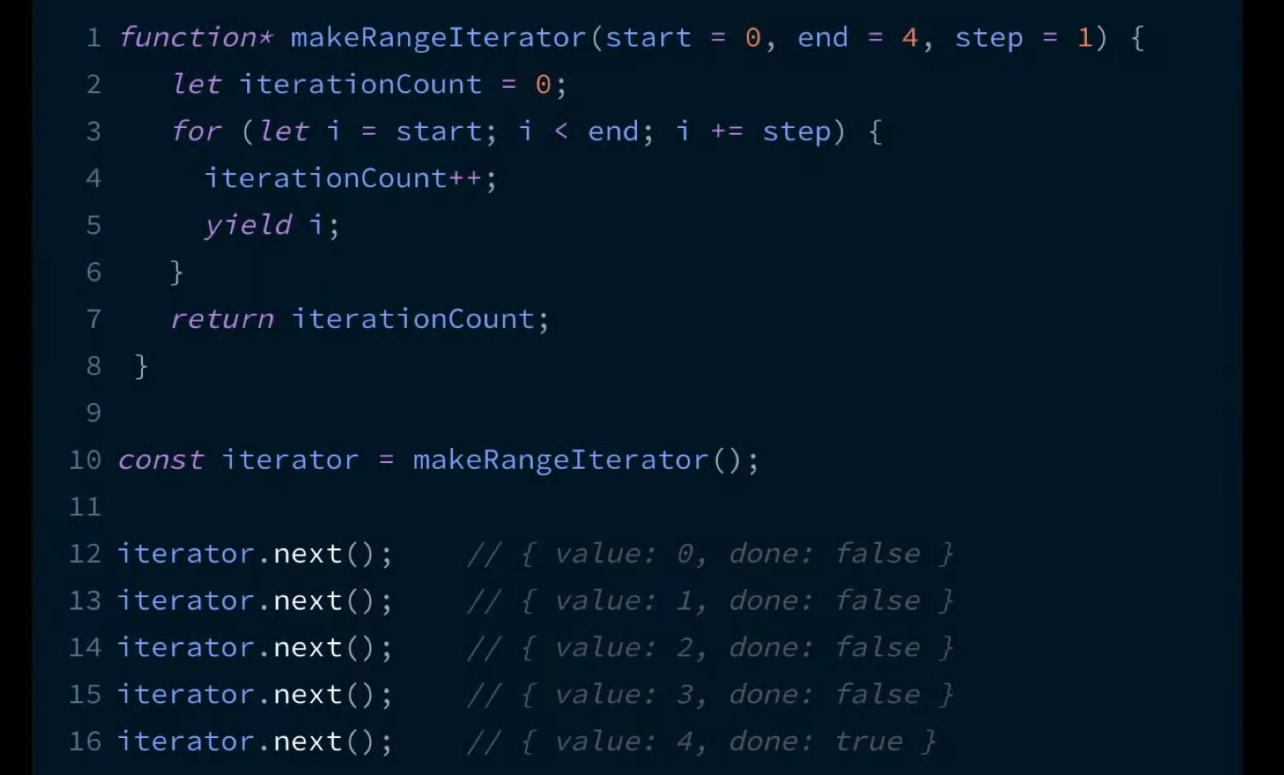 1 function* makeRangeIterator(start = 0, end = 4, step = 1) {
2 let iterationCount = 0;
3 for (let i = start; i < end; i += step) {
4 iterationCount++;
5 yield i;
6 }
7 return iterationCount;
8 }
9
10 const iterator = makeRangeIterator();
11
12 iterator.next(); // { value: 0, done: false }
13 iterator.next(); // { value: 1, done: false }
14 iterator.next(); // { value: 2, done: false }
15 iterator.next(); // { value: 3, done: false }
16 iterator.next(); // { value: 4, done: true }